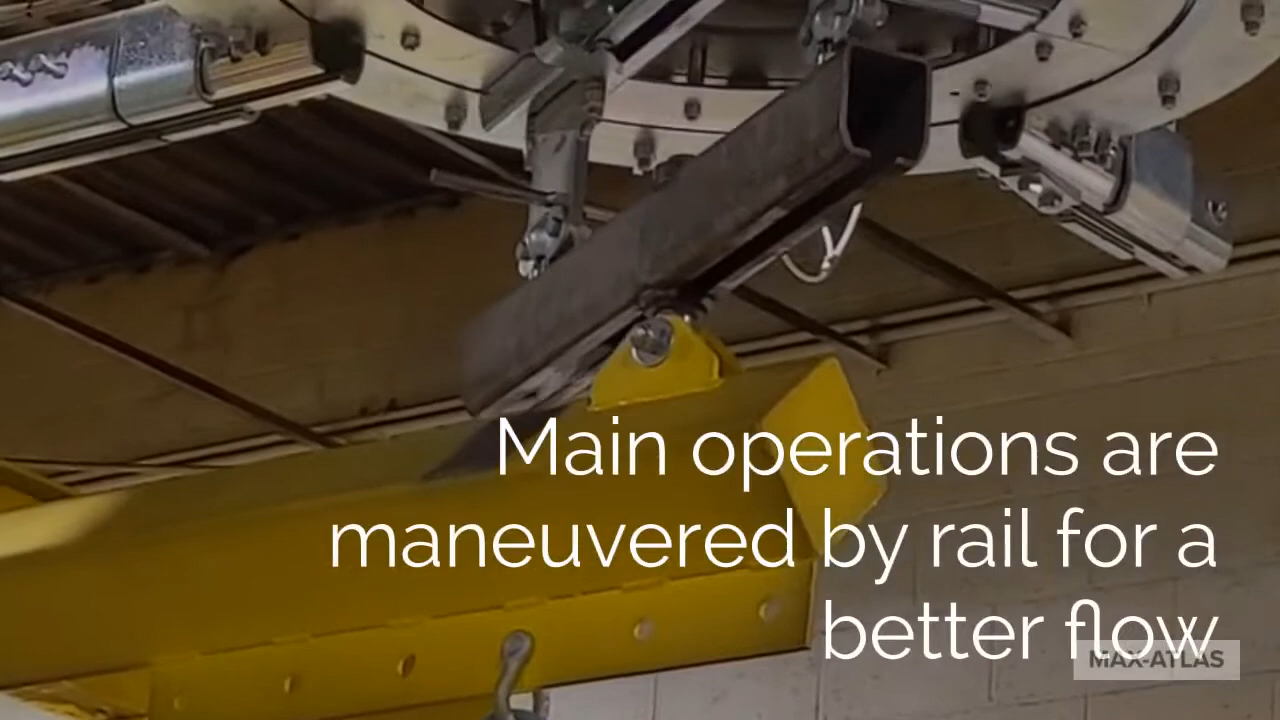 Main operations are
maneuvered by rail for a
better flow
MAX-ATLAS